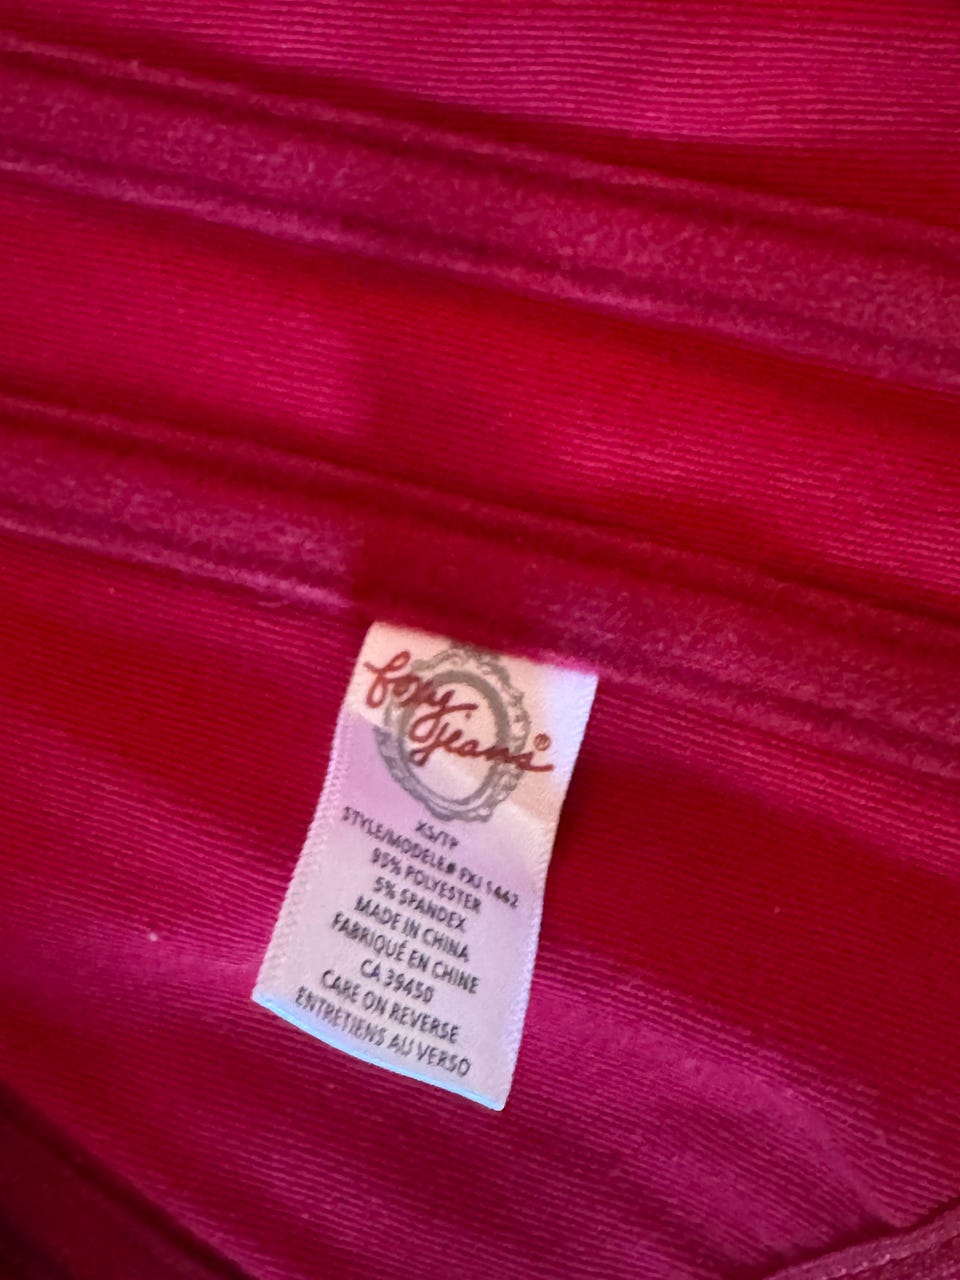 foxy
jeans®
XS/TP
STYLE/MODELE# FXJ 1462
95% POLYESTER
5% SPANDEX
MADE IN CHINA
FABRIQUÉ EN CHINE
CA 39450
CARE ON REVERSE
ENTRETIENS AU VERSO